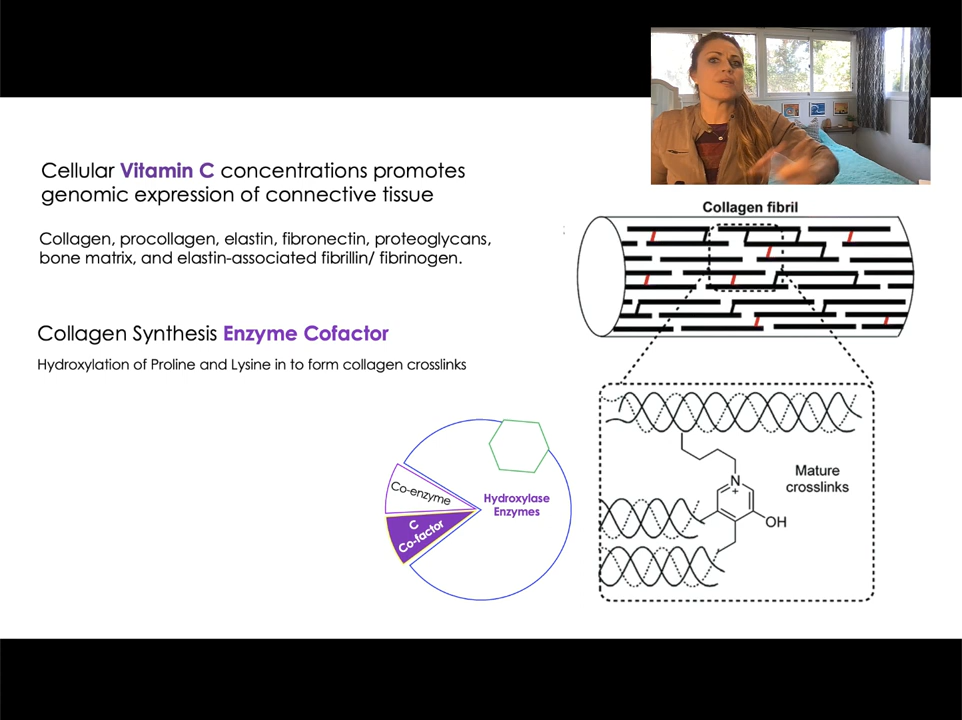 Cellular Vitamin C concentrations promotes
genomic expression of connective tissue
Collagen, procollagen, elastin, fibronectin, proteoglycans,
bone matrix, and elastin-associated fibrillin/ fibrinogen.
Collagen Synthesis Enzyme Cofactor
Hydroxylation of Proline and Lysine in to form collagen crosslinks
Co-enzyme
C
Co-factor
Hydroxylase
Enzymes
Collagen fibril
Mature
crosslinks
N
+
OH